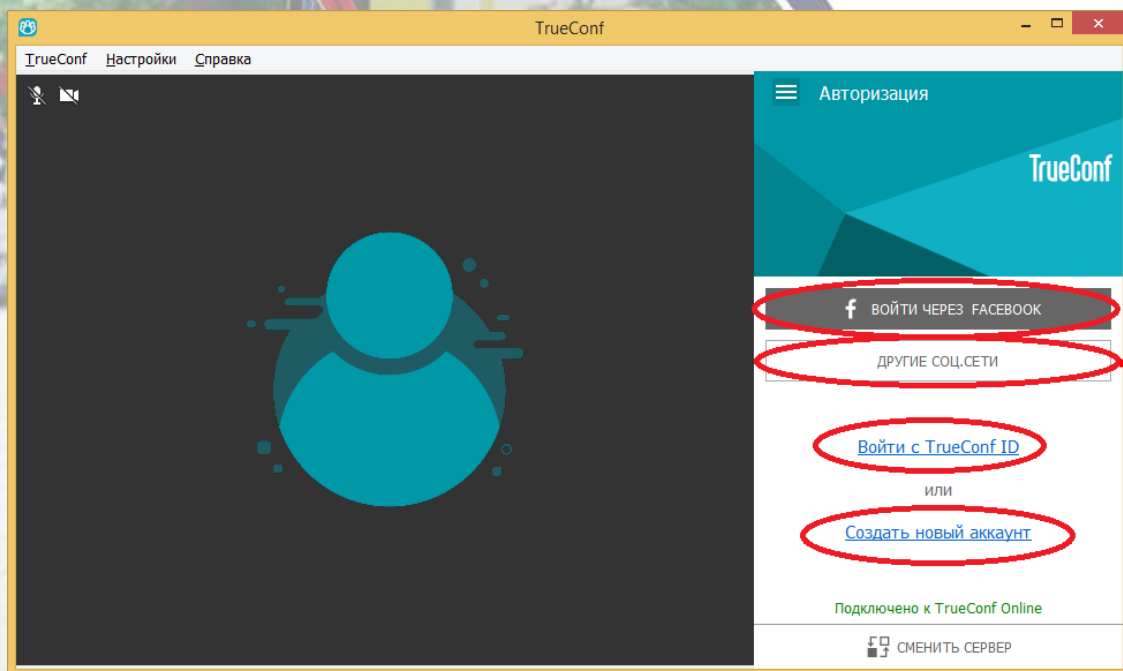 TrueConf
TrueConf Настройки Справка
Авторизация
TrueConf
f ВОЙТИ ЧЕРЕЗ FACEBOOK
ДРУГИЕ СОЦ.СЕТИ
Войти с TrueConf ID
или
Создать новый аккаунт
Подключено к TrueConf Online
СМЕНИТЬ СЕРВЕР